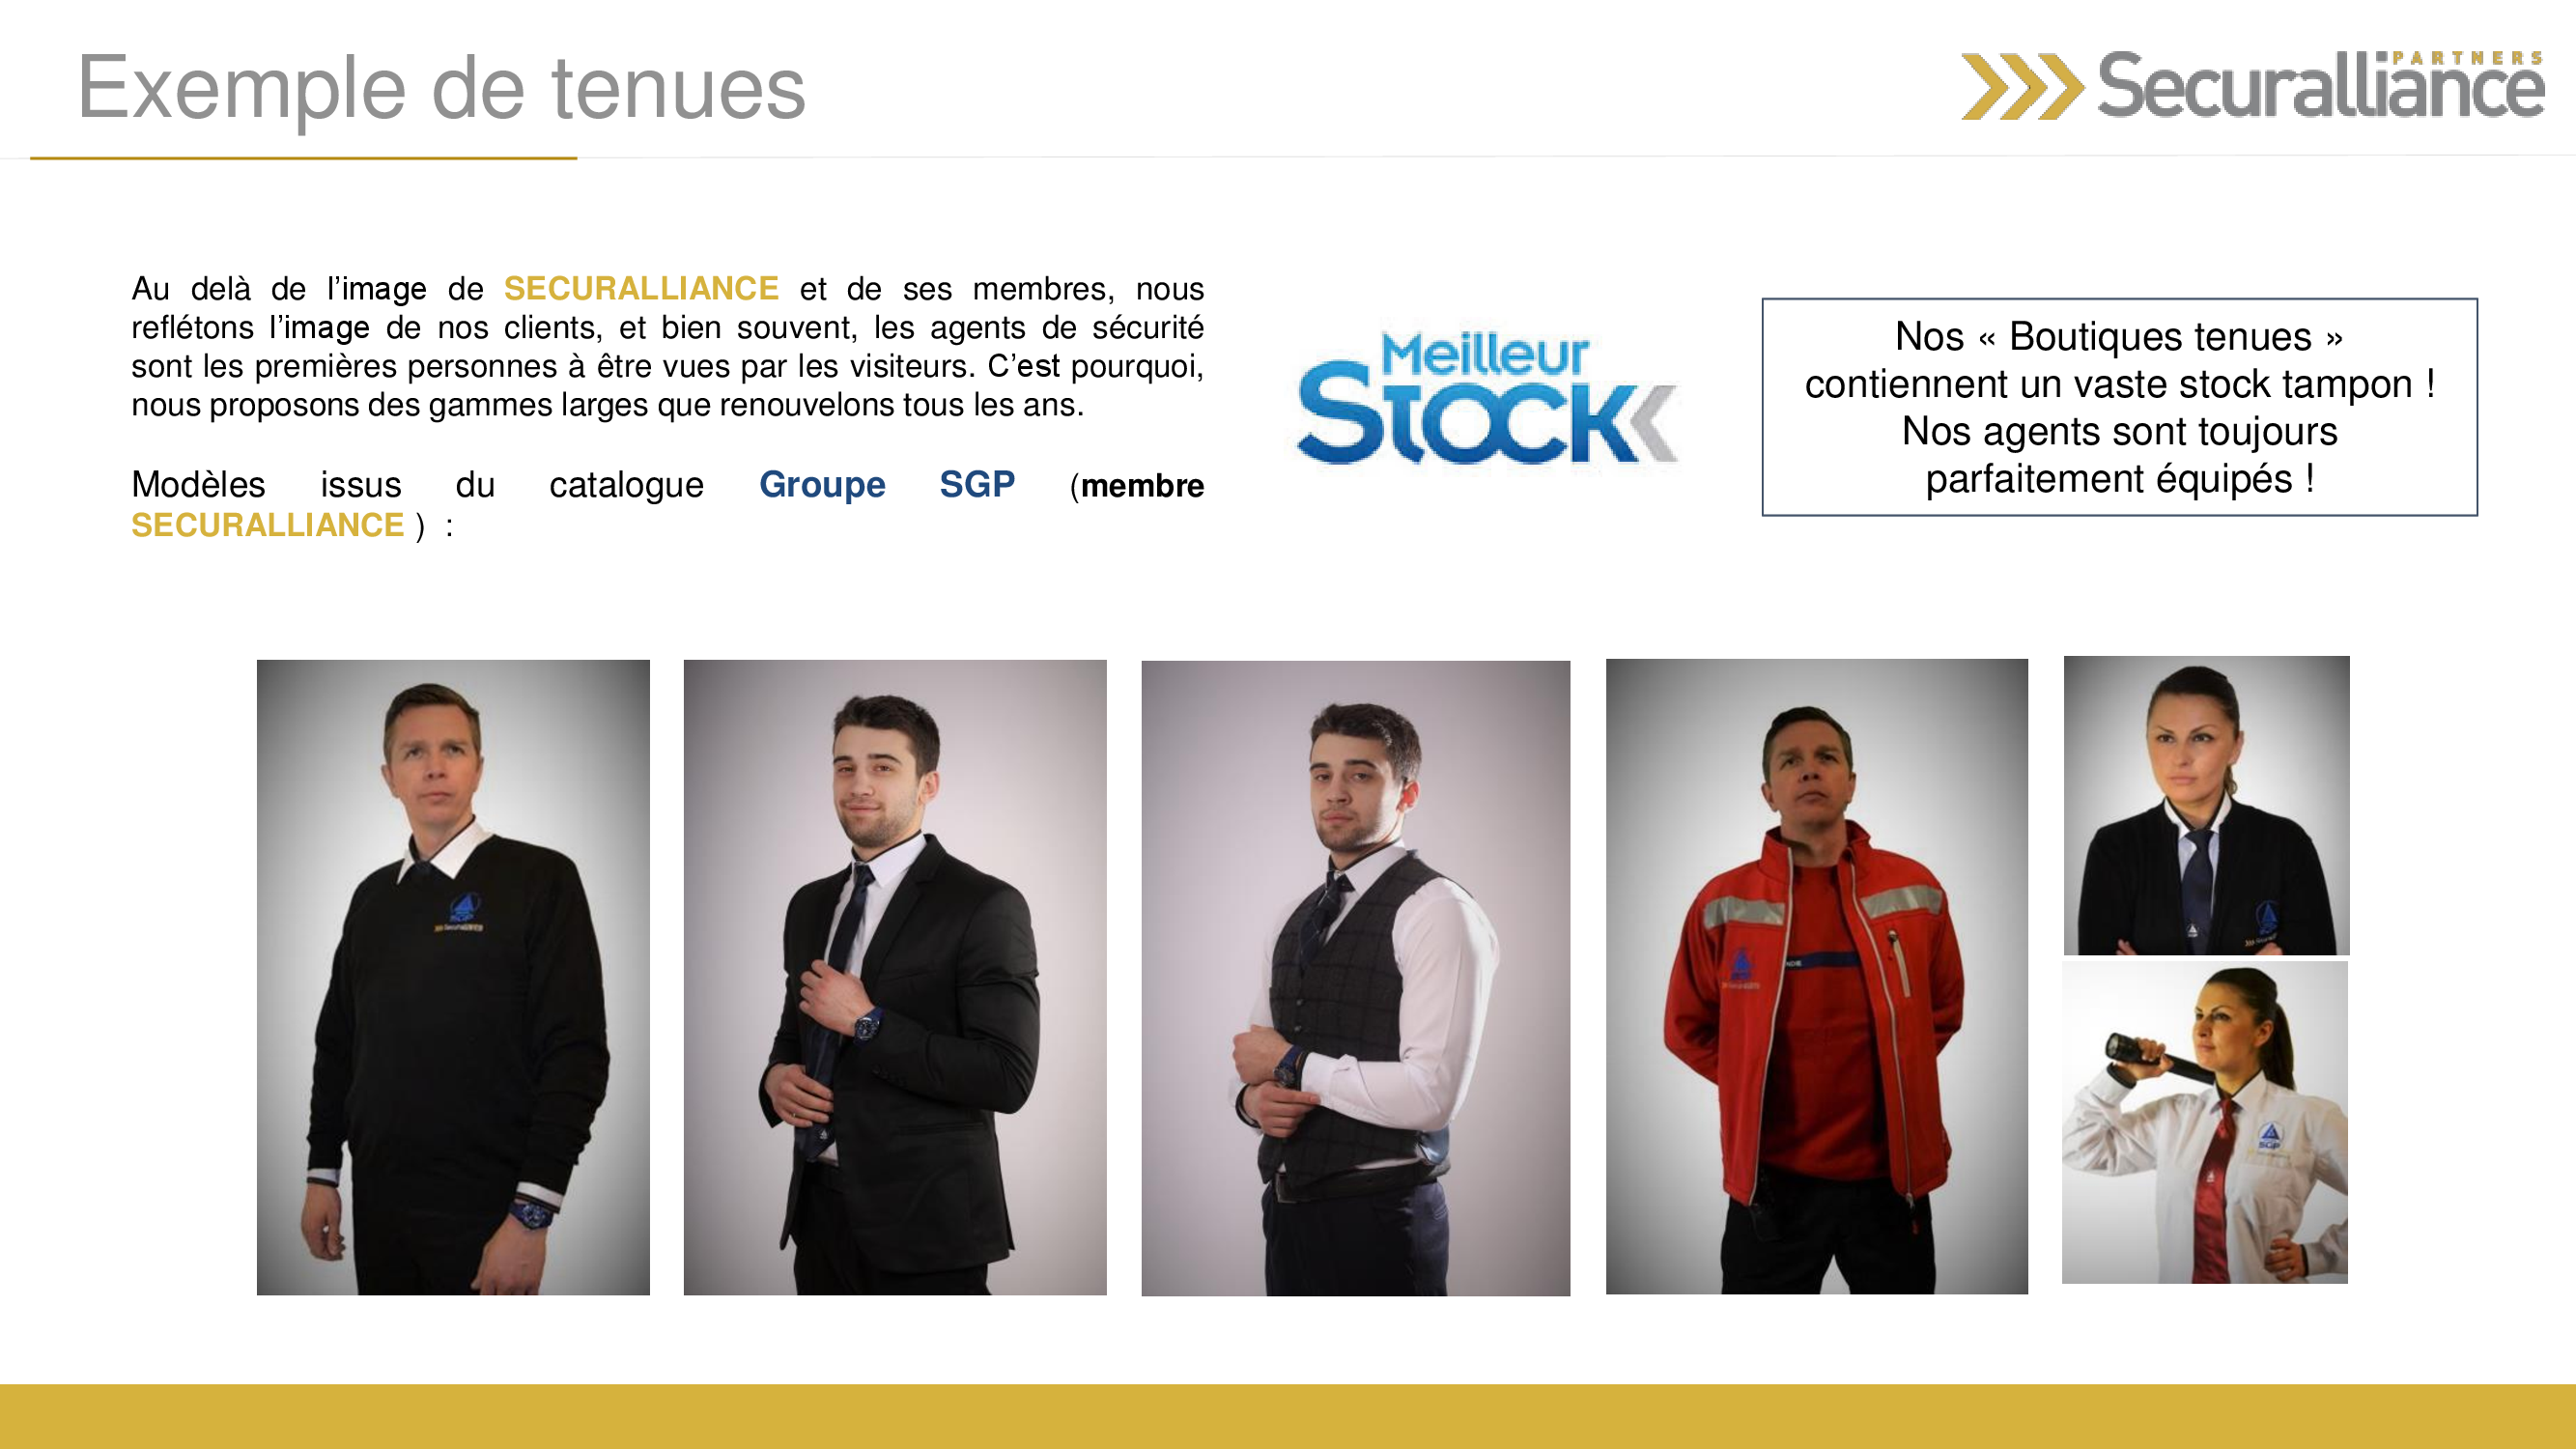 Exemple de tenues
PARTNERS
Securalliance
Au delà de l’image de SECURALLIANCE et de ses membres, nous
reflétons l’image de nos clients, et bien souvent, les agents de sécurité
sont les premières personnes à être vues par les visiteurs. C’est pourquoi,
nous proposons des gammes larges que renouvelons tous les ans.
Modèles issus du catalogue Groupe SGP (membre
SECURALLIANCE ) :
Meilleur
STOCK
Nos « Boutiques tenues »
contiennent un vaste stock tampon !
Nos agents sont toujours
parfaitement équipés !
SGP